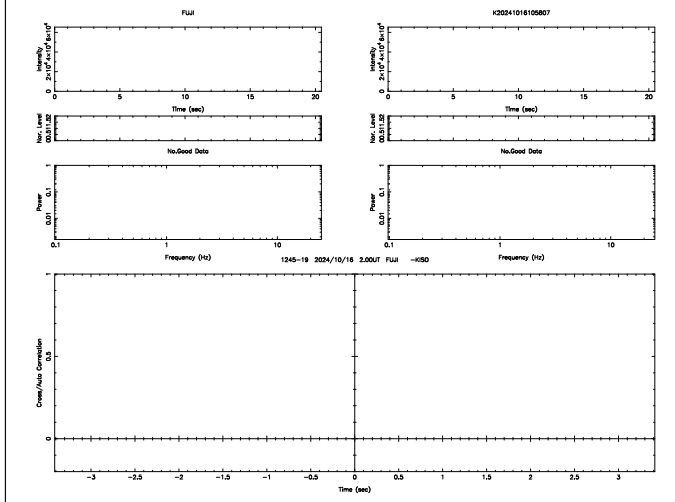 FUJI
K20241016105807
Intensity
0 2×10⁴ 4×10⁴ 6×10⁴
0 5 10 15 20
Time (sec)
Intensity
0 2×10⁴ 4×10⁴ 6×10⁴
0 5 10 15 20
Time (sec)
Nor. Level
00.511.52
No.Good Data
Nor. Level
00.511.52
No.Good Data
Power
0.01 0.1 1
0.1 1 10
Frequency (Hz)
Power
0.01 0.1 1
0.1 1 10
Frequency (Hz)
1245-19 2024/10/16 2.00UT FUJI -KISO
Cross/Auto Correlation
0 0.5 1
-3 -2.5 -2 -1.5 -1 -0.5 0 0.5 1 1.5 2 2.5 3
Time (sec)